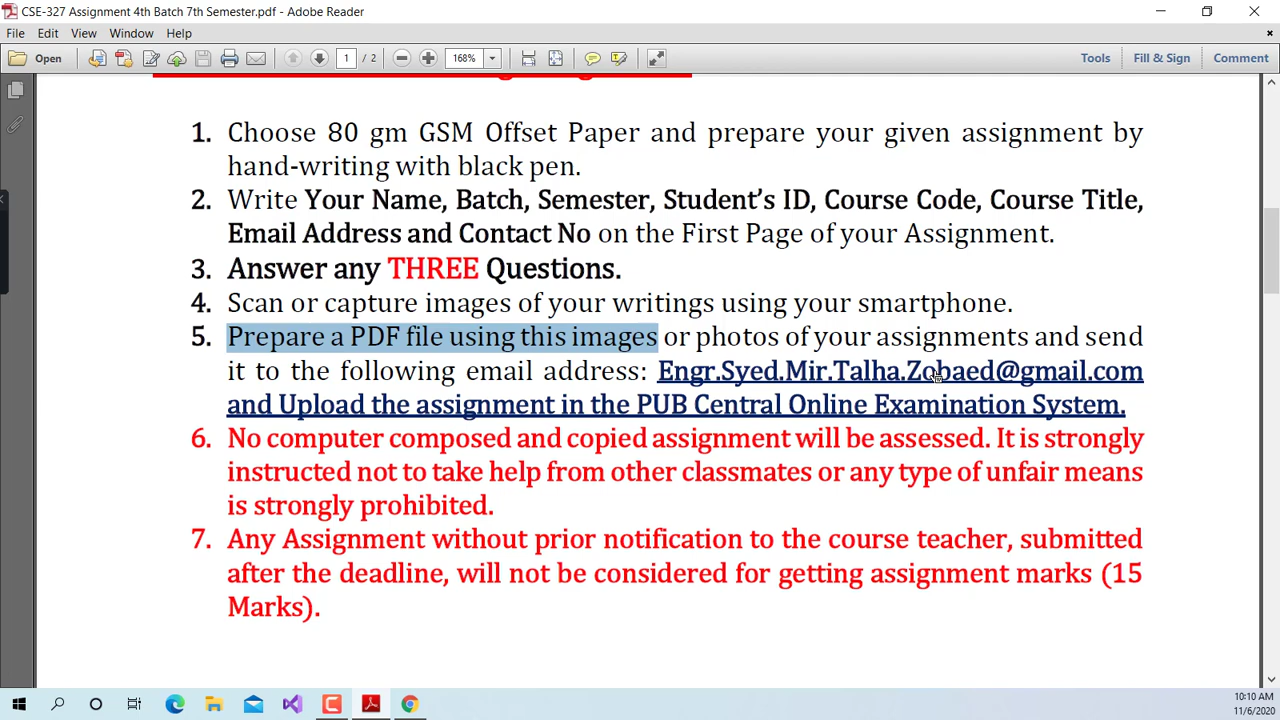 CSE-327 Assignment 4th Batch 7th Semester.pdf - Adobe Reader
File Edit View Window Help
Open 1 / 2 168% Tools Fill & Sign Comment
1. Choose 80 gm GSM Offset Paper and prepare your given assignment by
hand-writing with black pen.
2. Write Your Name, Batch, Semester, Student's ID, Course Code, Course Title,
Email Address and Contact No on the First Page of your Assignment.
3. Answer any THREE Questions.
4. Scan or capture images of your writings using your smartphone.
5. Prepare a PDF file using this images or photos of your assignments and send
it to the following email address: Engr.Syed.Mir.Talha.Zobaed@gmail.com
and Upload the assignment in the PUB Central Online Examination System.
6. No computer composed and copied assignment will be assessed. It is strongly
instructed not to take help from other classmates or any type of unfair means
is strongly prohibited.
7. Any Assignment without prior notification to the course teacher, submitted
after the deadline, will not be considered for getting assignment marks (15
Marks).
10:10 AM
11/6/2020